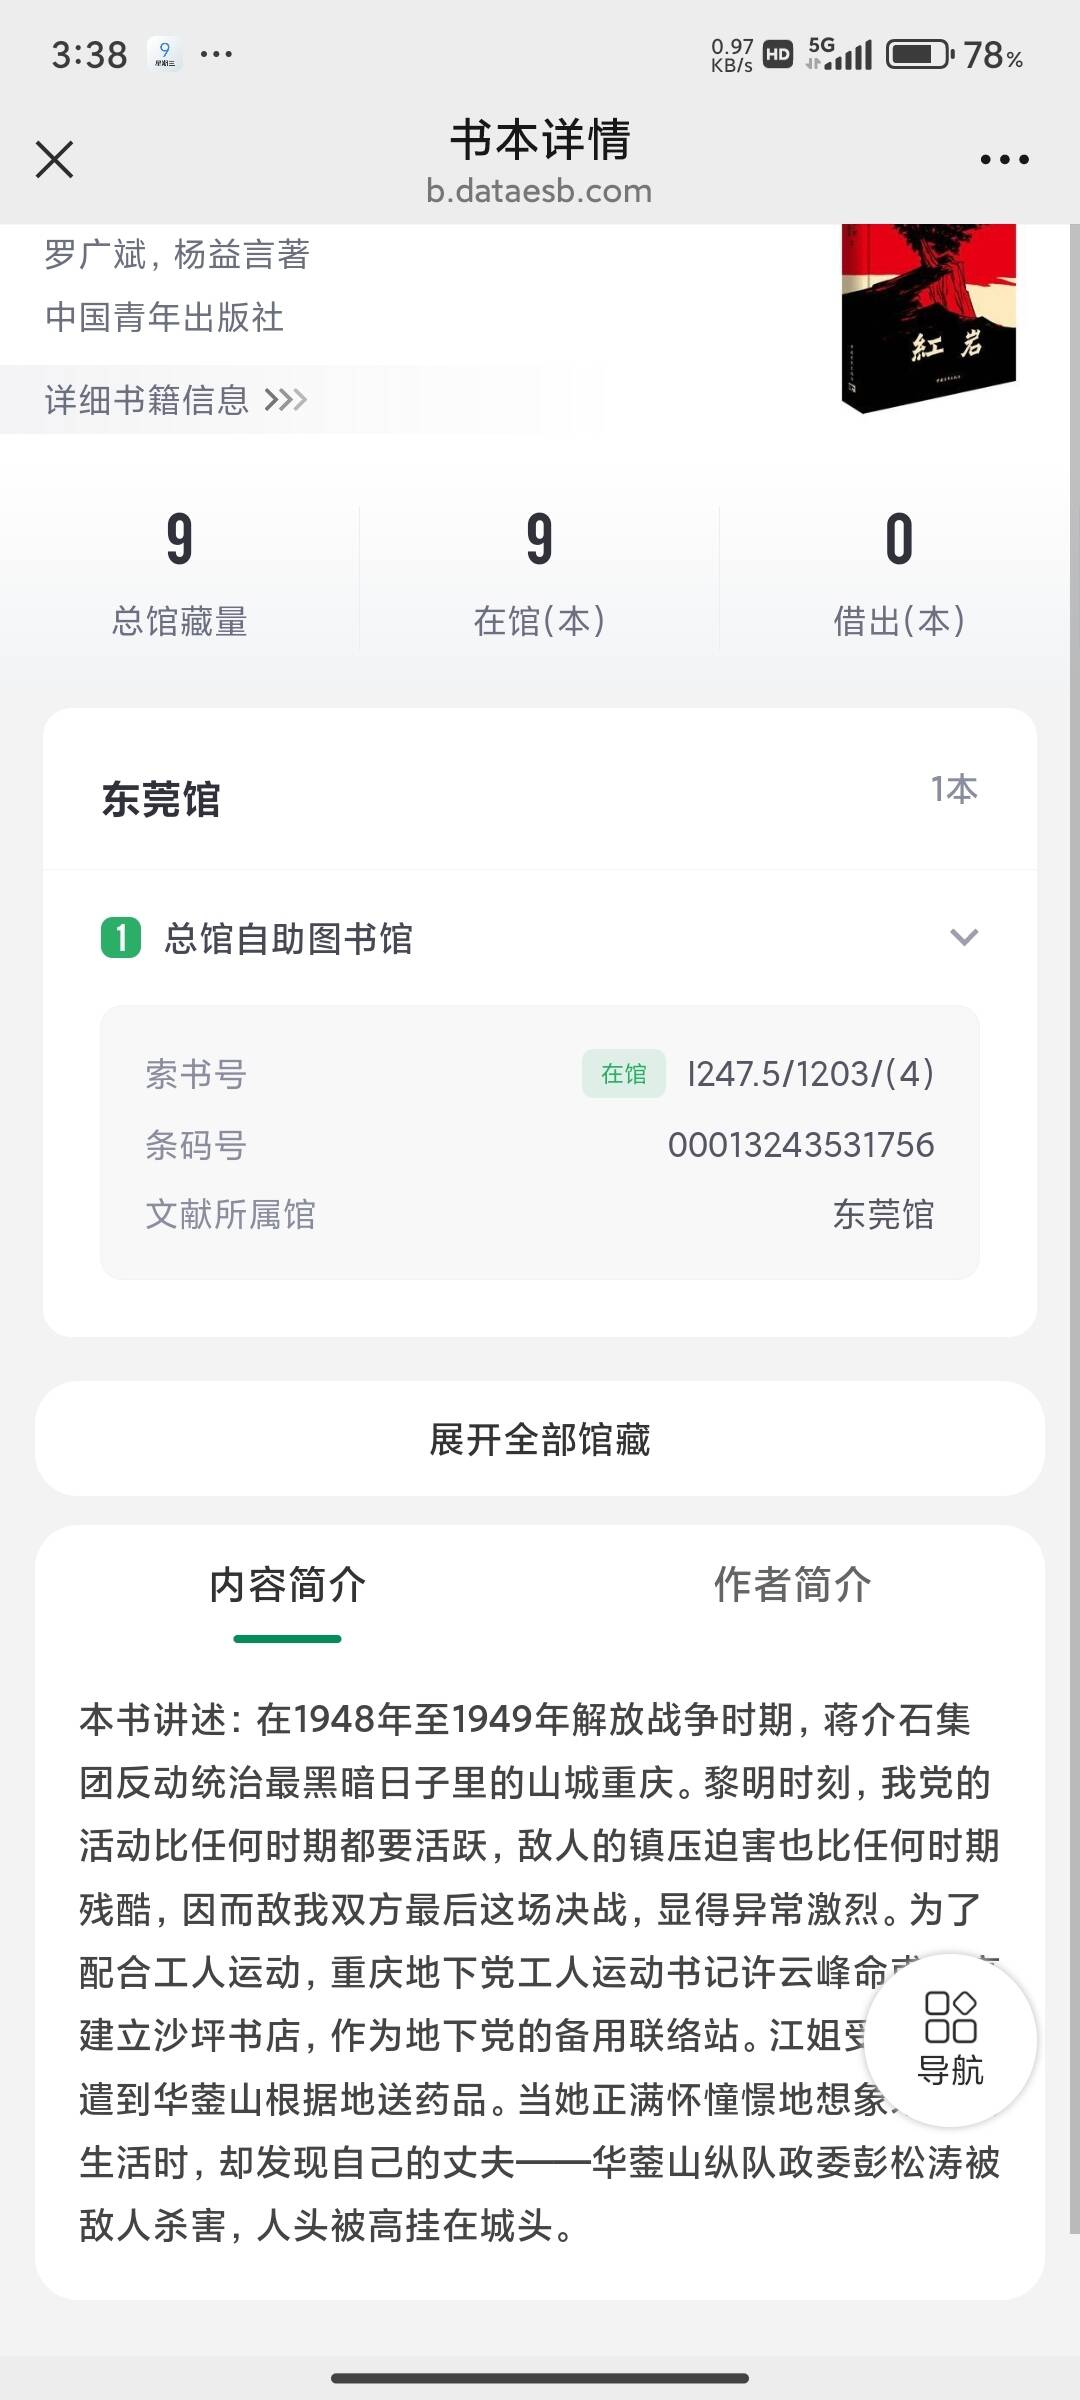 3:38
9
星期三
0.97
KB/s
HD
5G
78%
书本详情
b.dataesb.com
罗广斌，杨益言著
中国青年出版社
紅岩
详细书籍信息
9
9
0
总馆藏量
在馆(本)
借出(本)
东莞馆
1本
1 总馆自助图书馆
索书号 在馆 I247.5/1203/(4)
条码号 00013243531756
文献所属馆 东莞馆
展开全部馆藏
内容简介
作者简介
本书讲述：在1948年至1949年解放战争时期，蒋介石集
团反动统治最黑暗日子里的山城重庆。黎明时刻，我党的
活动比任何时期都要活跃，敌人的镇压迫害也比任何时期
残酷，因而敌我双方最后这场决战，显得异常激烈。为了
配合工人运动，重庆地下党工人运动书记许云峰命
建立沙坪书店，作为地下党的备用联络站。江姐
遣到华蓥山根据地送药品。当她正满怀憧憬地想象
生活时，却发现自己的丈夫——华蓥山纵队政委彭松涛被
敌人杀害，人头被高挂在城头。
导航